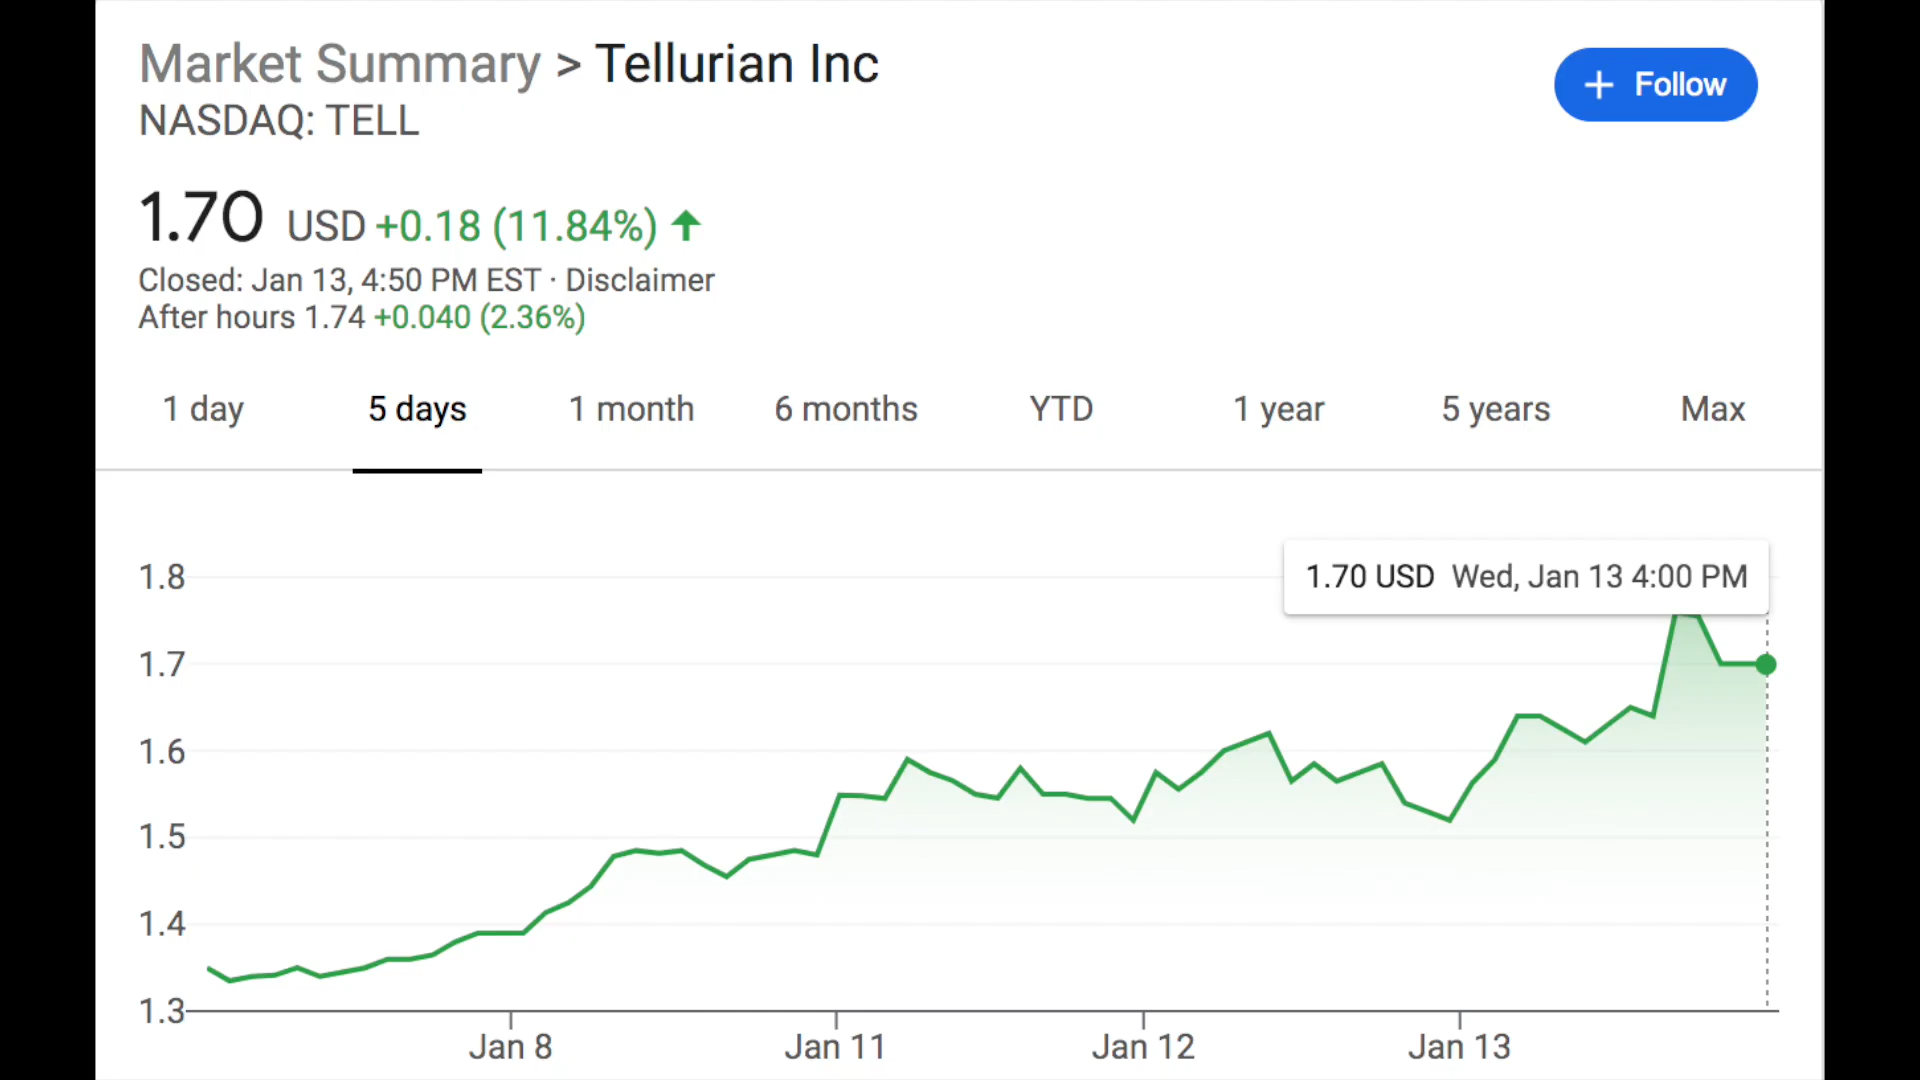 Market Summary > Tellurian Inc
NASDAQ: TELL
+ Follow
1.70 USD +0.18 (11.84%)
Closed: Jan 13, 4:50 PM EST · Disclaimer
After hours 1.74 +0.040 (2.36%)
1 day 5 days 1 month 6 months YTD 1 year 5 years Max
1.70 USD Wed, Jan 13 4:00 PM
1.8
1.7
1.6
1.5
1.4
1.3
Jan 8 Jan 11 Jan 12 Jan 13